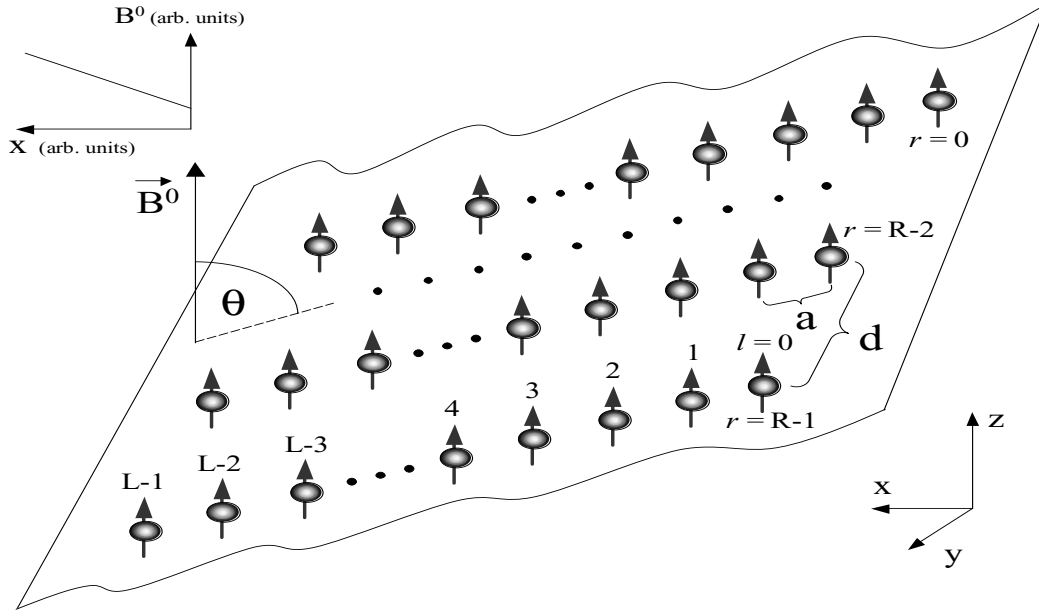 B⁰ (arb. units)
x (arb. units)
B⁰
θ
r = 0
r = R-2
a
d
l = 0
r = R-1
1
2
3
4
L-3
L-2
L-1
z
x
y